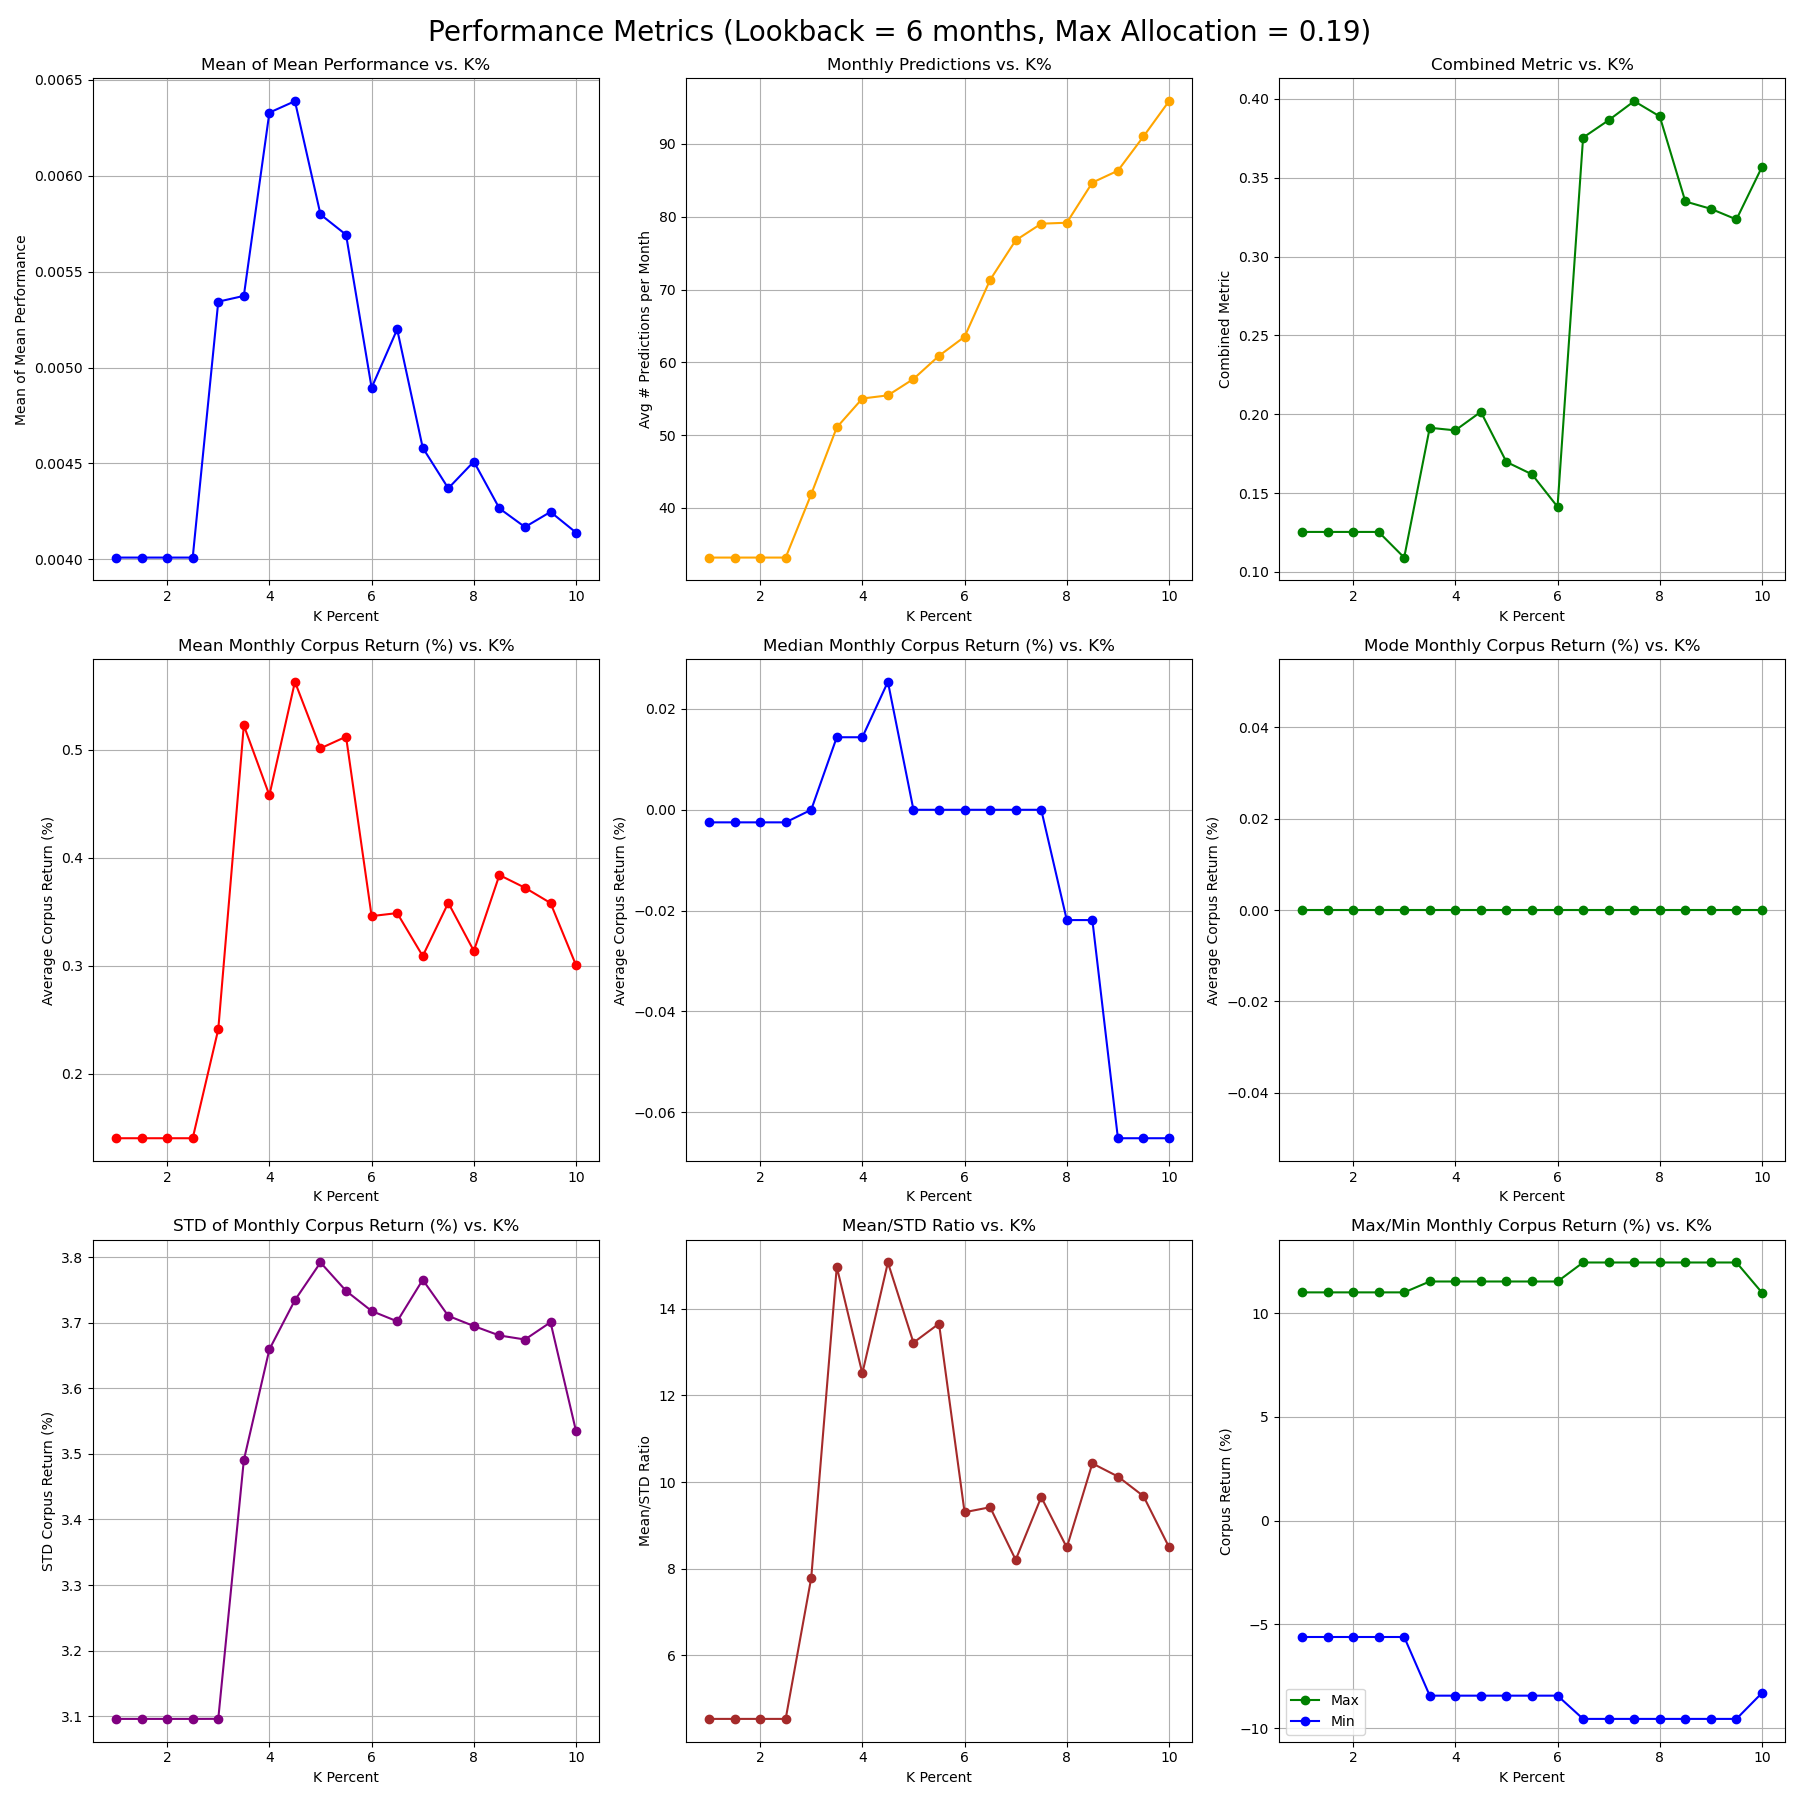 Performance Metrics (Lookback = 6 months, Max Allocation = 0.19)
Mean of Mean Performance vs. K%
Mean of Mean Performance
0.0065
0.0060
0.0055
0.0050
0.0045
0.0040
2 4 6 8 10
K Percent
Monthly Predictions vs. K%
Avg # Predictions per Month
90
80
70
60
50
40
2 4 6 8 10
K Percent
Combined Metric vs. K%
Combined Metric
0.40
0.35
0.30
0.25
0.20
0.15
0.10
2 4 6 8 10
K Percent
Mean Monthly Corpus Return (%) vs. K%
Average Corpus Return (%)
0.5
0.4
0.3
0.2
2 4 6 8 10
K Percent
Median Monthly Corpus Return (%) vs. K%
Average Corpus Return (%)
0.02
0.00
−0.02
−0.04
−0.06
2 4 6 8 10
K Percent
Mode Monthly Corpus Return (%) vs. K%
Average Corpus Return (%)
0.04
0.02
0.00
−0.02
−0.04
2 4 6 8 10
K Percent
STD of Monthly Corpus Return (%) vs. K%
STD Corpus Return (%)
3.8
3.7
3.6
3.5
3.4
3.3
3.2
3.1
2 4 6 8 10
K Percent
Mean/STD Ratio vs. K%
Mean/STD Ratio
14
12
10
8
6
2 4 6 8 10
K Percent
Max/Min Monthly Corpus Return (%) vs. K%
Corpus Return (%)
10
5
0
−5
−10
Max
Min
2 4 6 8 10
K Percent